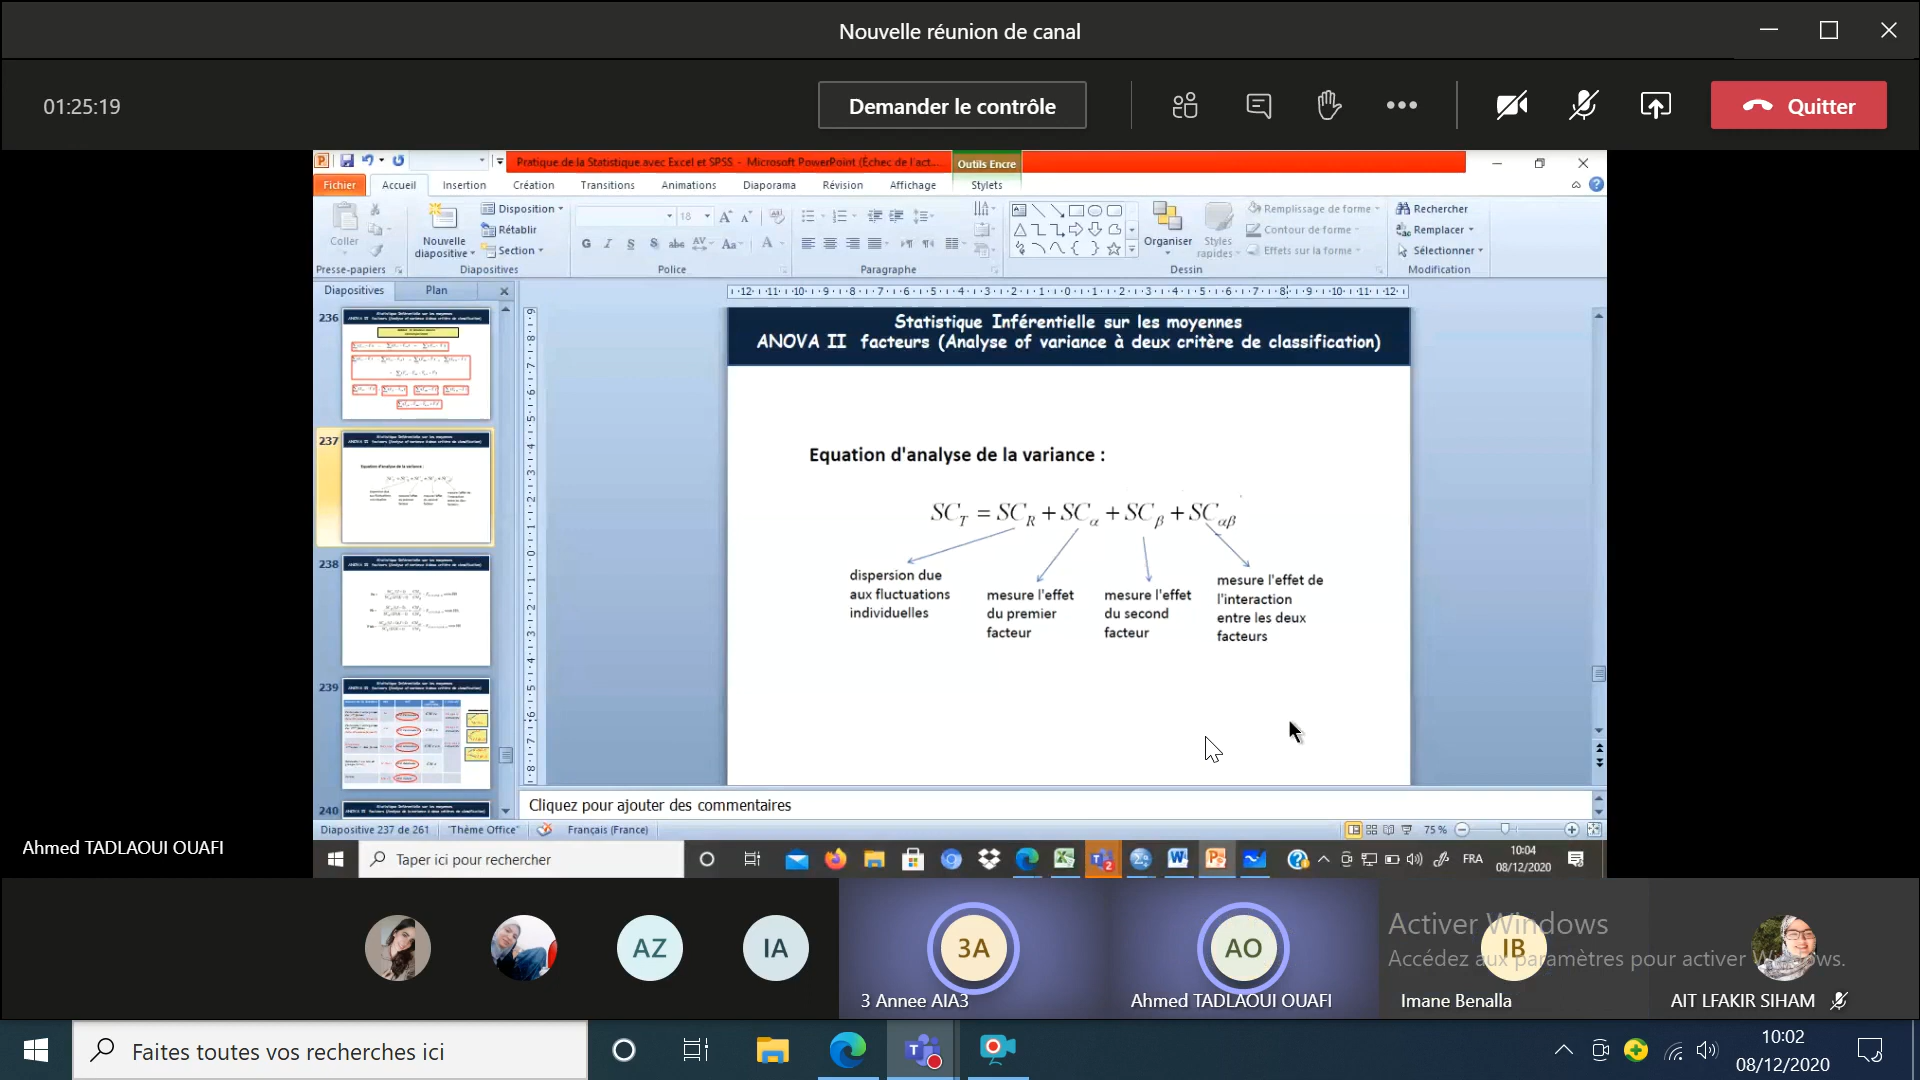 Nouvelle réunion de canal
01:25:19
Demander le contrôle
Quitter
Pratique de la Statistique avec Excel et SPSS - Microsoft PowerPoint (Échec de l'act...
Outils Encre
Fichier Accueil Insertion Création Transitions Animations Diaporama Révision Affichage Stylets
Coller
Presse-papiers
Nouvelle diapositive
Disposition
Rétablir
Section
Diapositives
18
G I S S abc AV Aa A
Police
Paragraphe
Organiser
Styles rapides
Remplissage de forme
Contour de forme
Effets sur la forme
Dessin
Rechercher
Remplacer
Sélectionner
Modification
Diapositives Plan
236
237
238
239
240
Statistique Inférentielle sur les moyennes
ANOVA II facteurs (Analyse of variance à deux critère de classification)
Equation d'analyse de la variance :
SC_T = SC_R + SC_α + SC_β + SC_αβ
dispersion due
aux fluctuations
individuelles
mesure l'effet
du premier
facteur
mesure l'effet
du second
facteur
mesure l'effet de
l'interaction
entre les deux
facteurs
Cliquez pour ajouter des commentaires
Diapositive 237 de 261 "Thème Office" Français (France) 75 %
Ahmed TADLAOUI OUAFI
Taper ici pour rechercher
FRA
10:04
08/12/2020
AZ
IA
3A
3 Annee AIA3
AO
Ahmed TADLAOUI OUAFI
IB
Imane Benalla
AIT LFAKIR SIHAM
Activer Windows
Accédez aux paramètres pour activer Windows.
Faites toutes vos recherches ici
10:02
08/12/2020